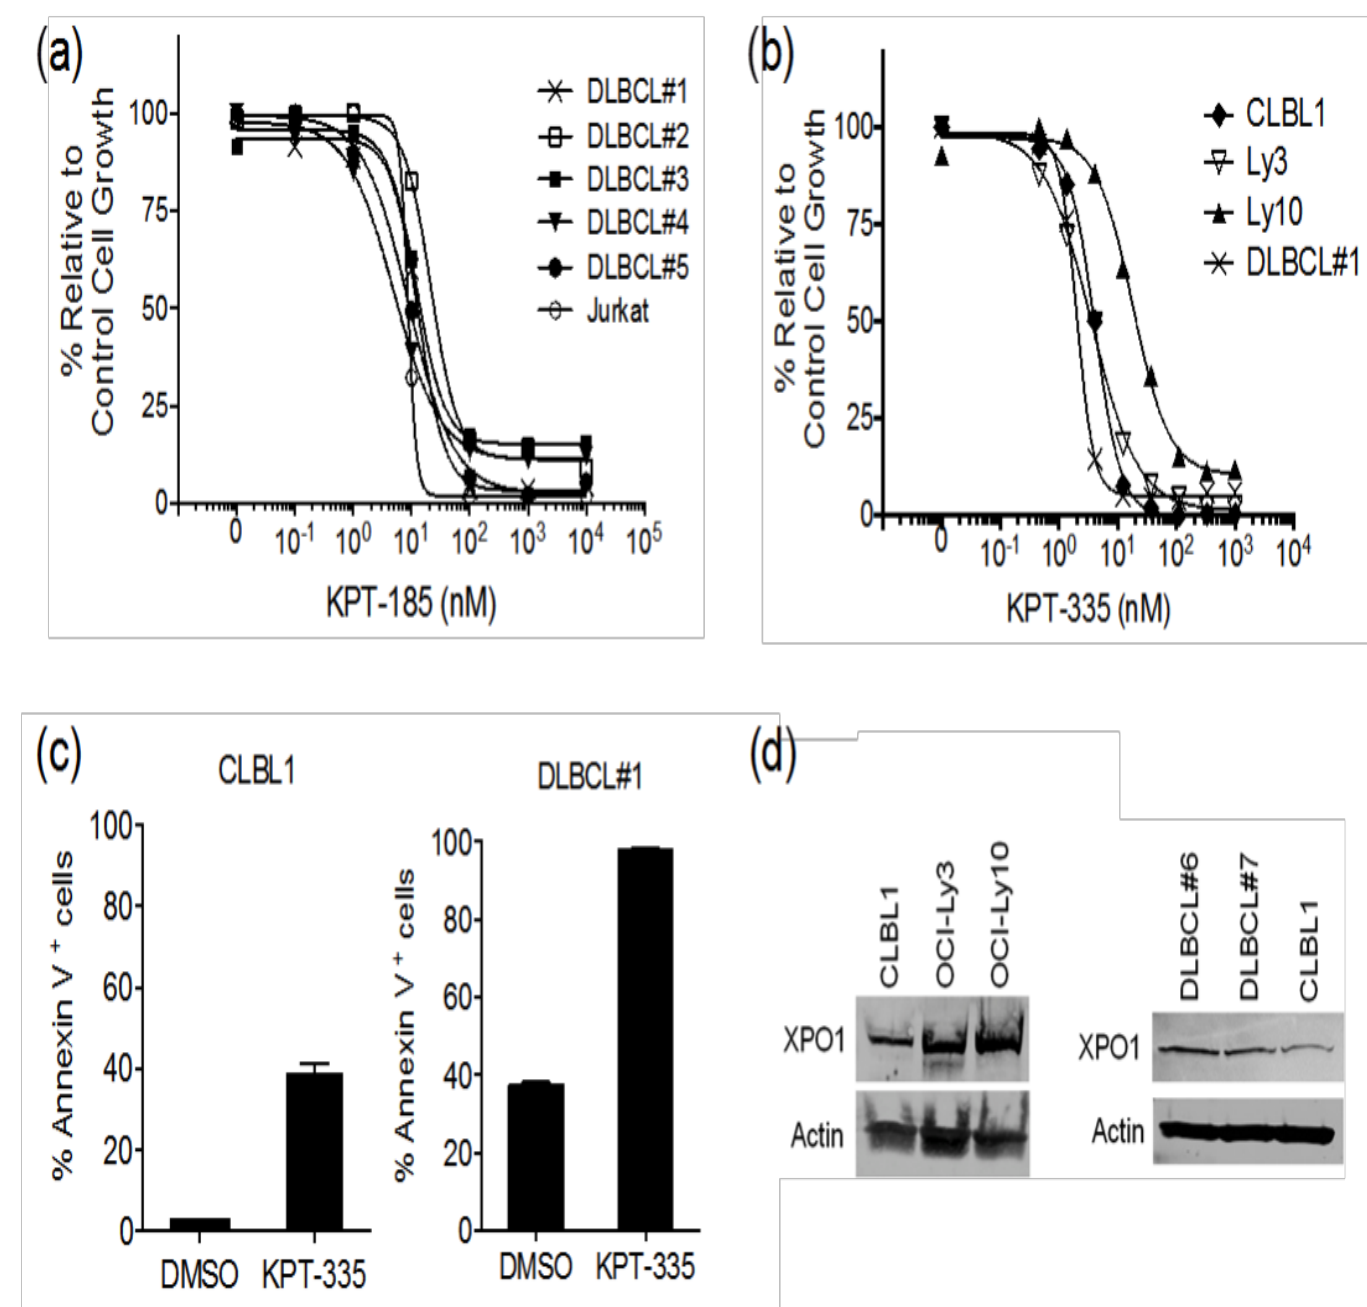 (a)
% Relative to
Control Cell Growth
100
75
50
25
0
0 10-1 100 101 102 103 104 105
KPT-185 (nM)
DLBCL#1
DLBCL#2
DLBCL#3
DLBCL#4
DLBCL#5
Jurkat
(b)
% Relative to
Control Cell Growth
100
75
50
25
0
0 10-1 100 101 102 103 104
KPT-335 (nM)
CLBL1
Ly3
Ly10
DLBCL#1
(c)
CLBL1
% Annexin V + cells
100
80
60
40
20
0
DMSO KPT-335
DLBCL#1
% Annexin V + cells
100
80
60
40
20
0
DMSO KPT-335
(d)
CLBL1
OCI-Ly3
OCI-Ly10
XPO1
Actin
DLBCL#6
DLBCL#7
CLBL1
XPO1
Actin